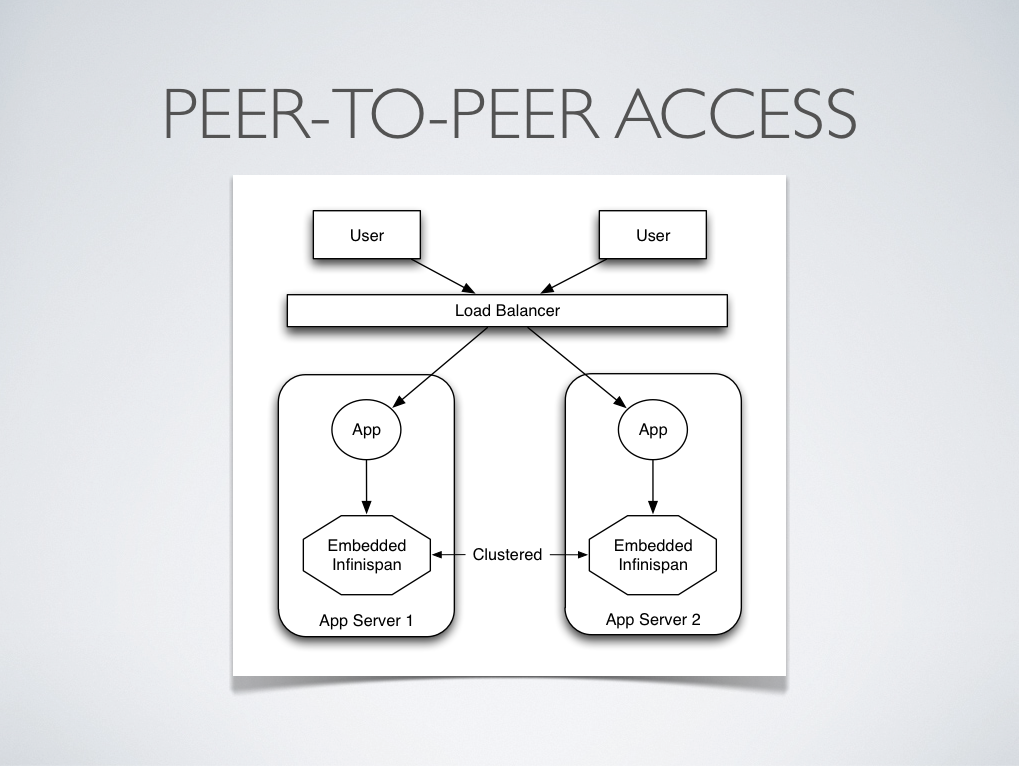 PEER-TO-PEER ACCESS
User
User
Load Balancer
App
App
Embedded
Infinispan
Clustered
Embedded
Infinispan
App Server 1
App Server 2